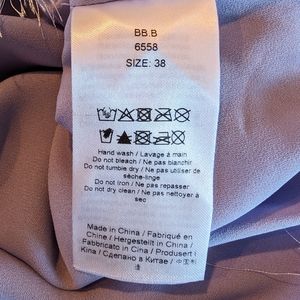 BB.B
6558
SIZE: 38
Hand wash / Lavage à main
Do not bleach / Ne pas blanchir
Do not tumble dry / Ne pas utiliser de
sèche-linge
Do not iron / Ne pas repasser
Do not dry clean / Ne pas nettoyer à
sec
Made in China / Fabriqué en
Chine / Hergestellt in China /
Fabbricato in Cina / Produsert i
Kina / Сделано в Китае / 中国制
造